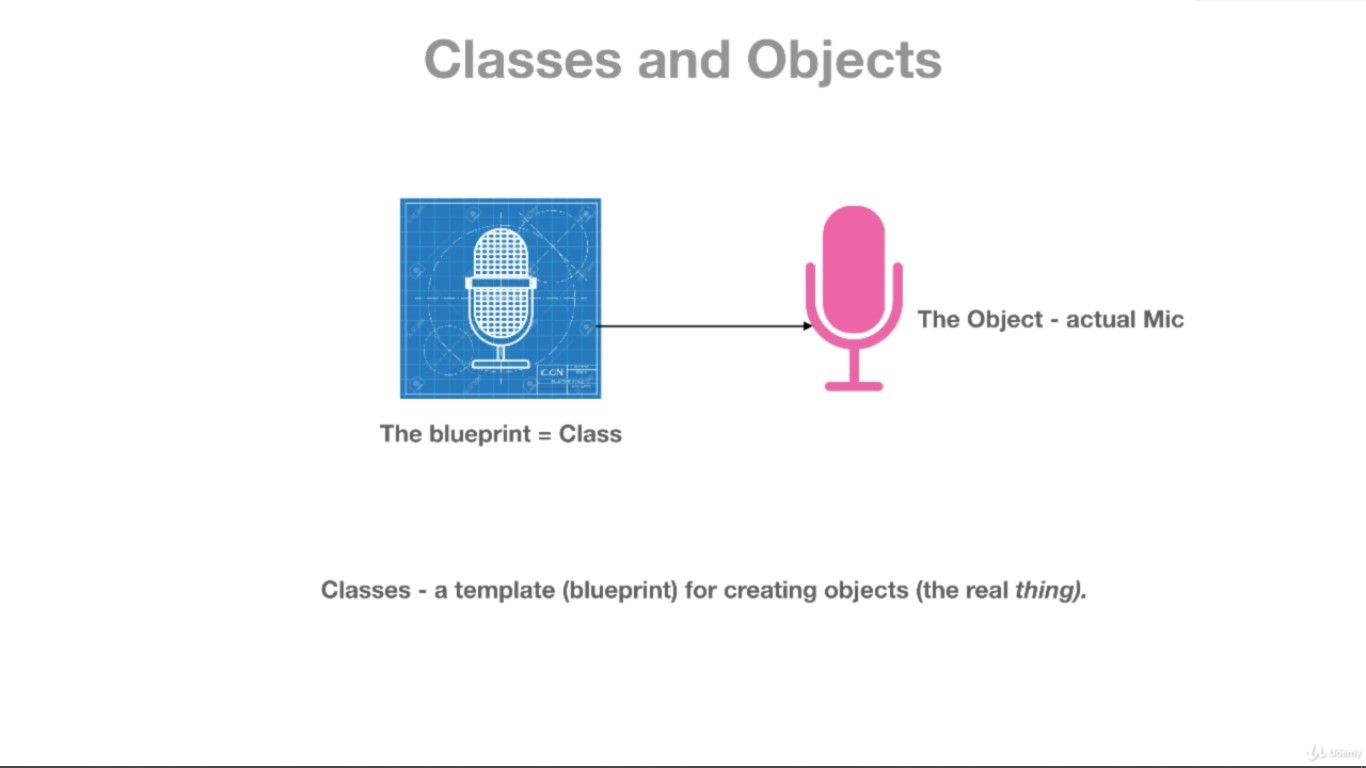 Classes and Objects
The Object - actual Mic
ICON
The blueprint = Class
Classes - a template (blueprint) for creating objects (the real thing).
Udemy